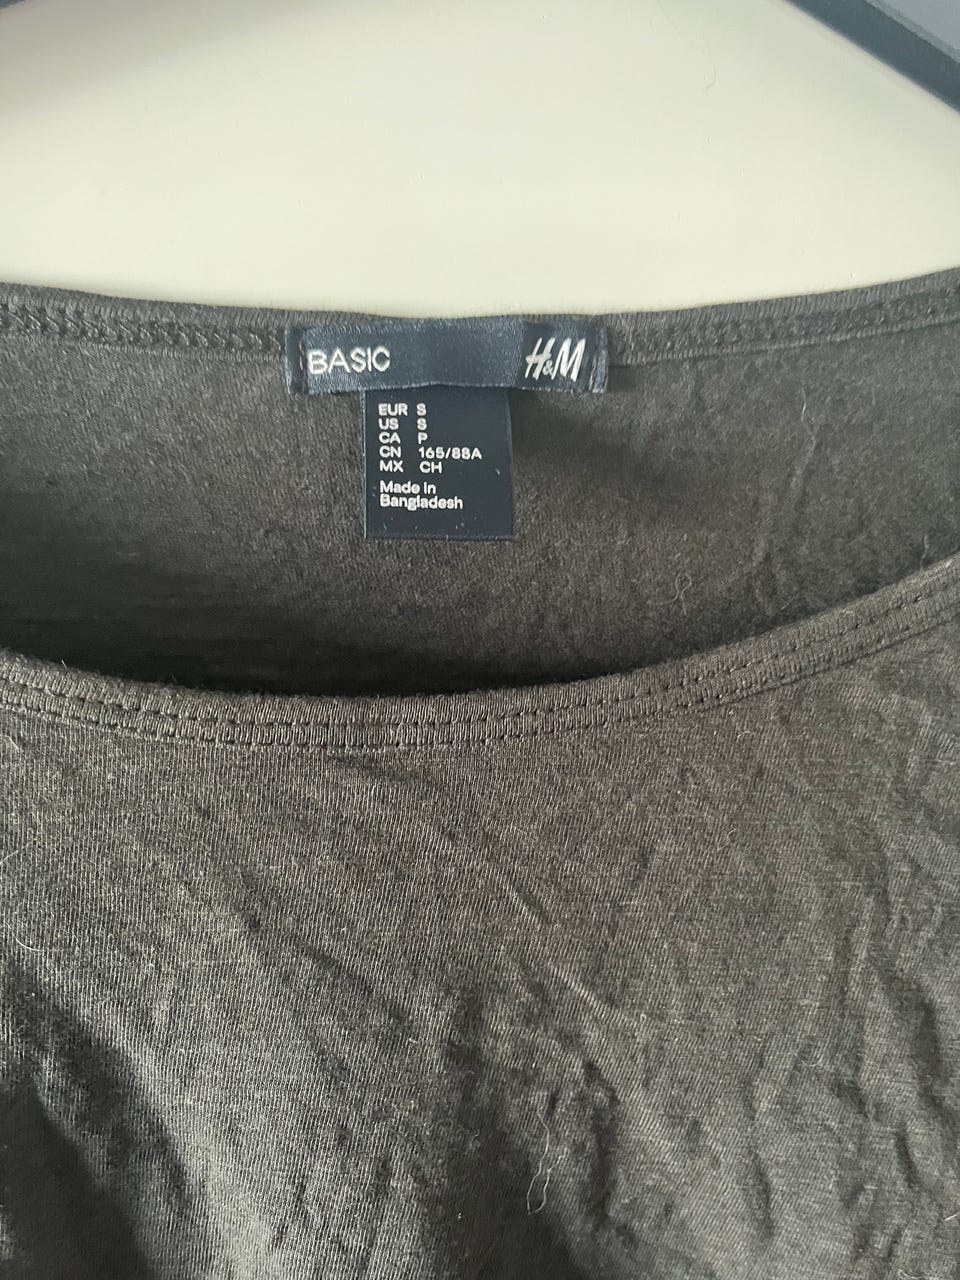 BASIC H&M
EUR S
US S
CA P
CN 165/88A
MX CH
Made in
Bangladesh